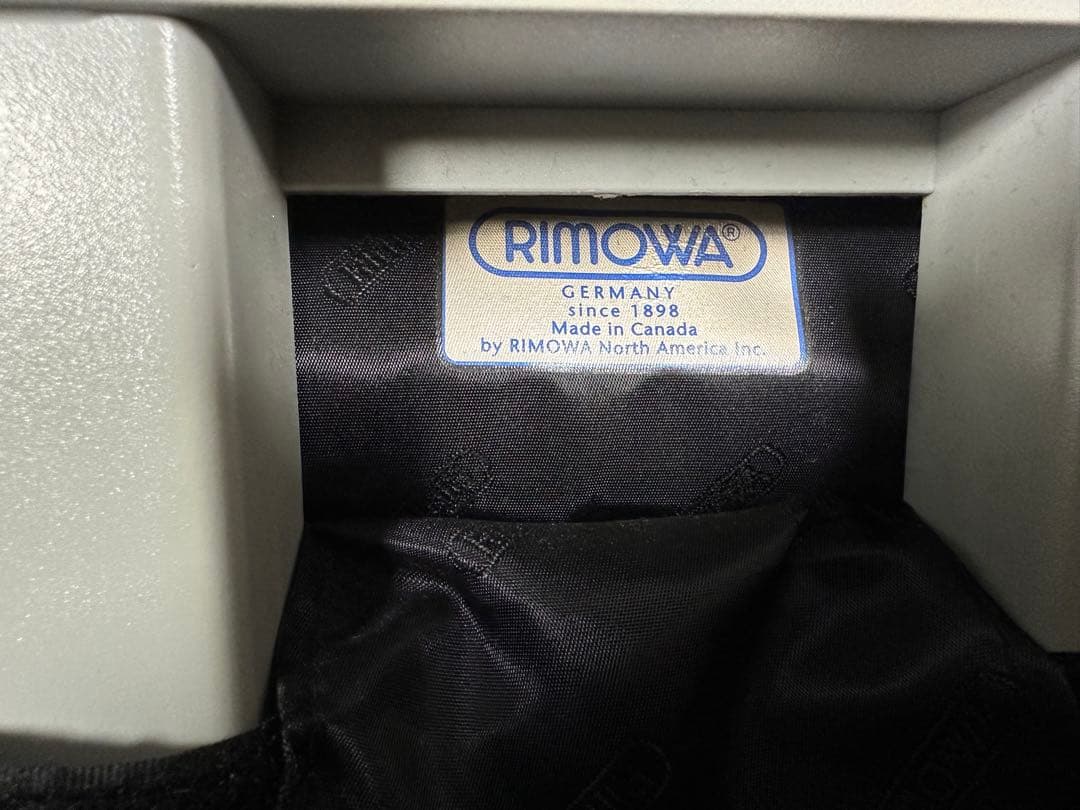 RIMOWA®
GERMANY
since 1898
Made in Canada
by RIMOWA North America Inc.